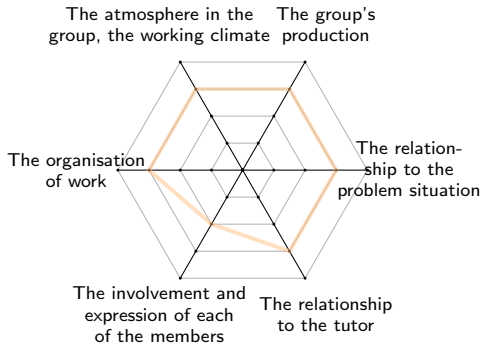 The atmosphere in the
group, the working climate
The group's
production
The organisation
of work
The relation-
ship to the
problem situation
The involvement and
expression of each
of the members
The relationship
to the tutor